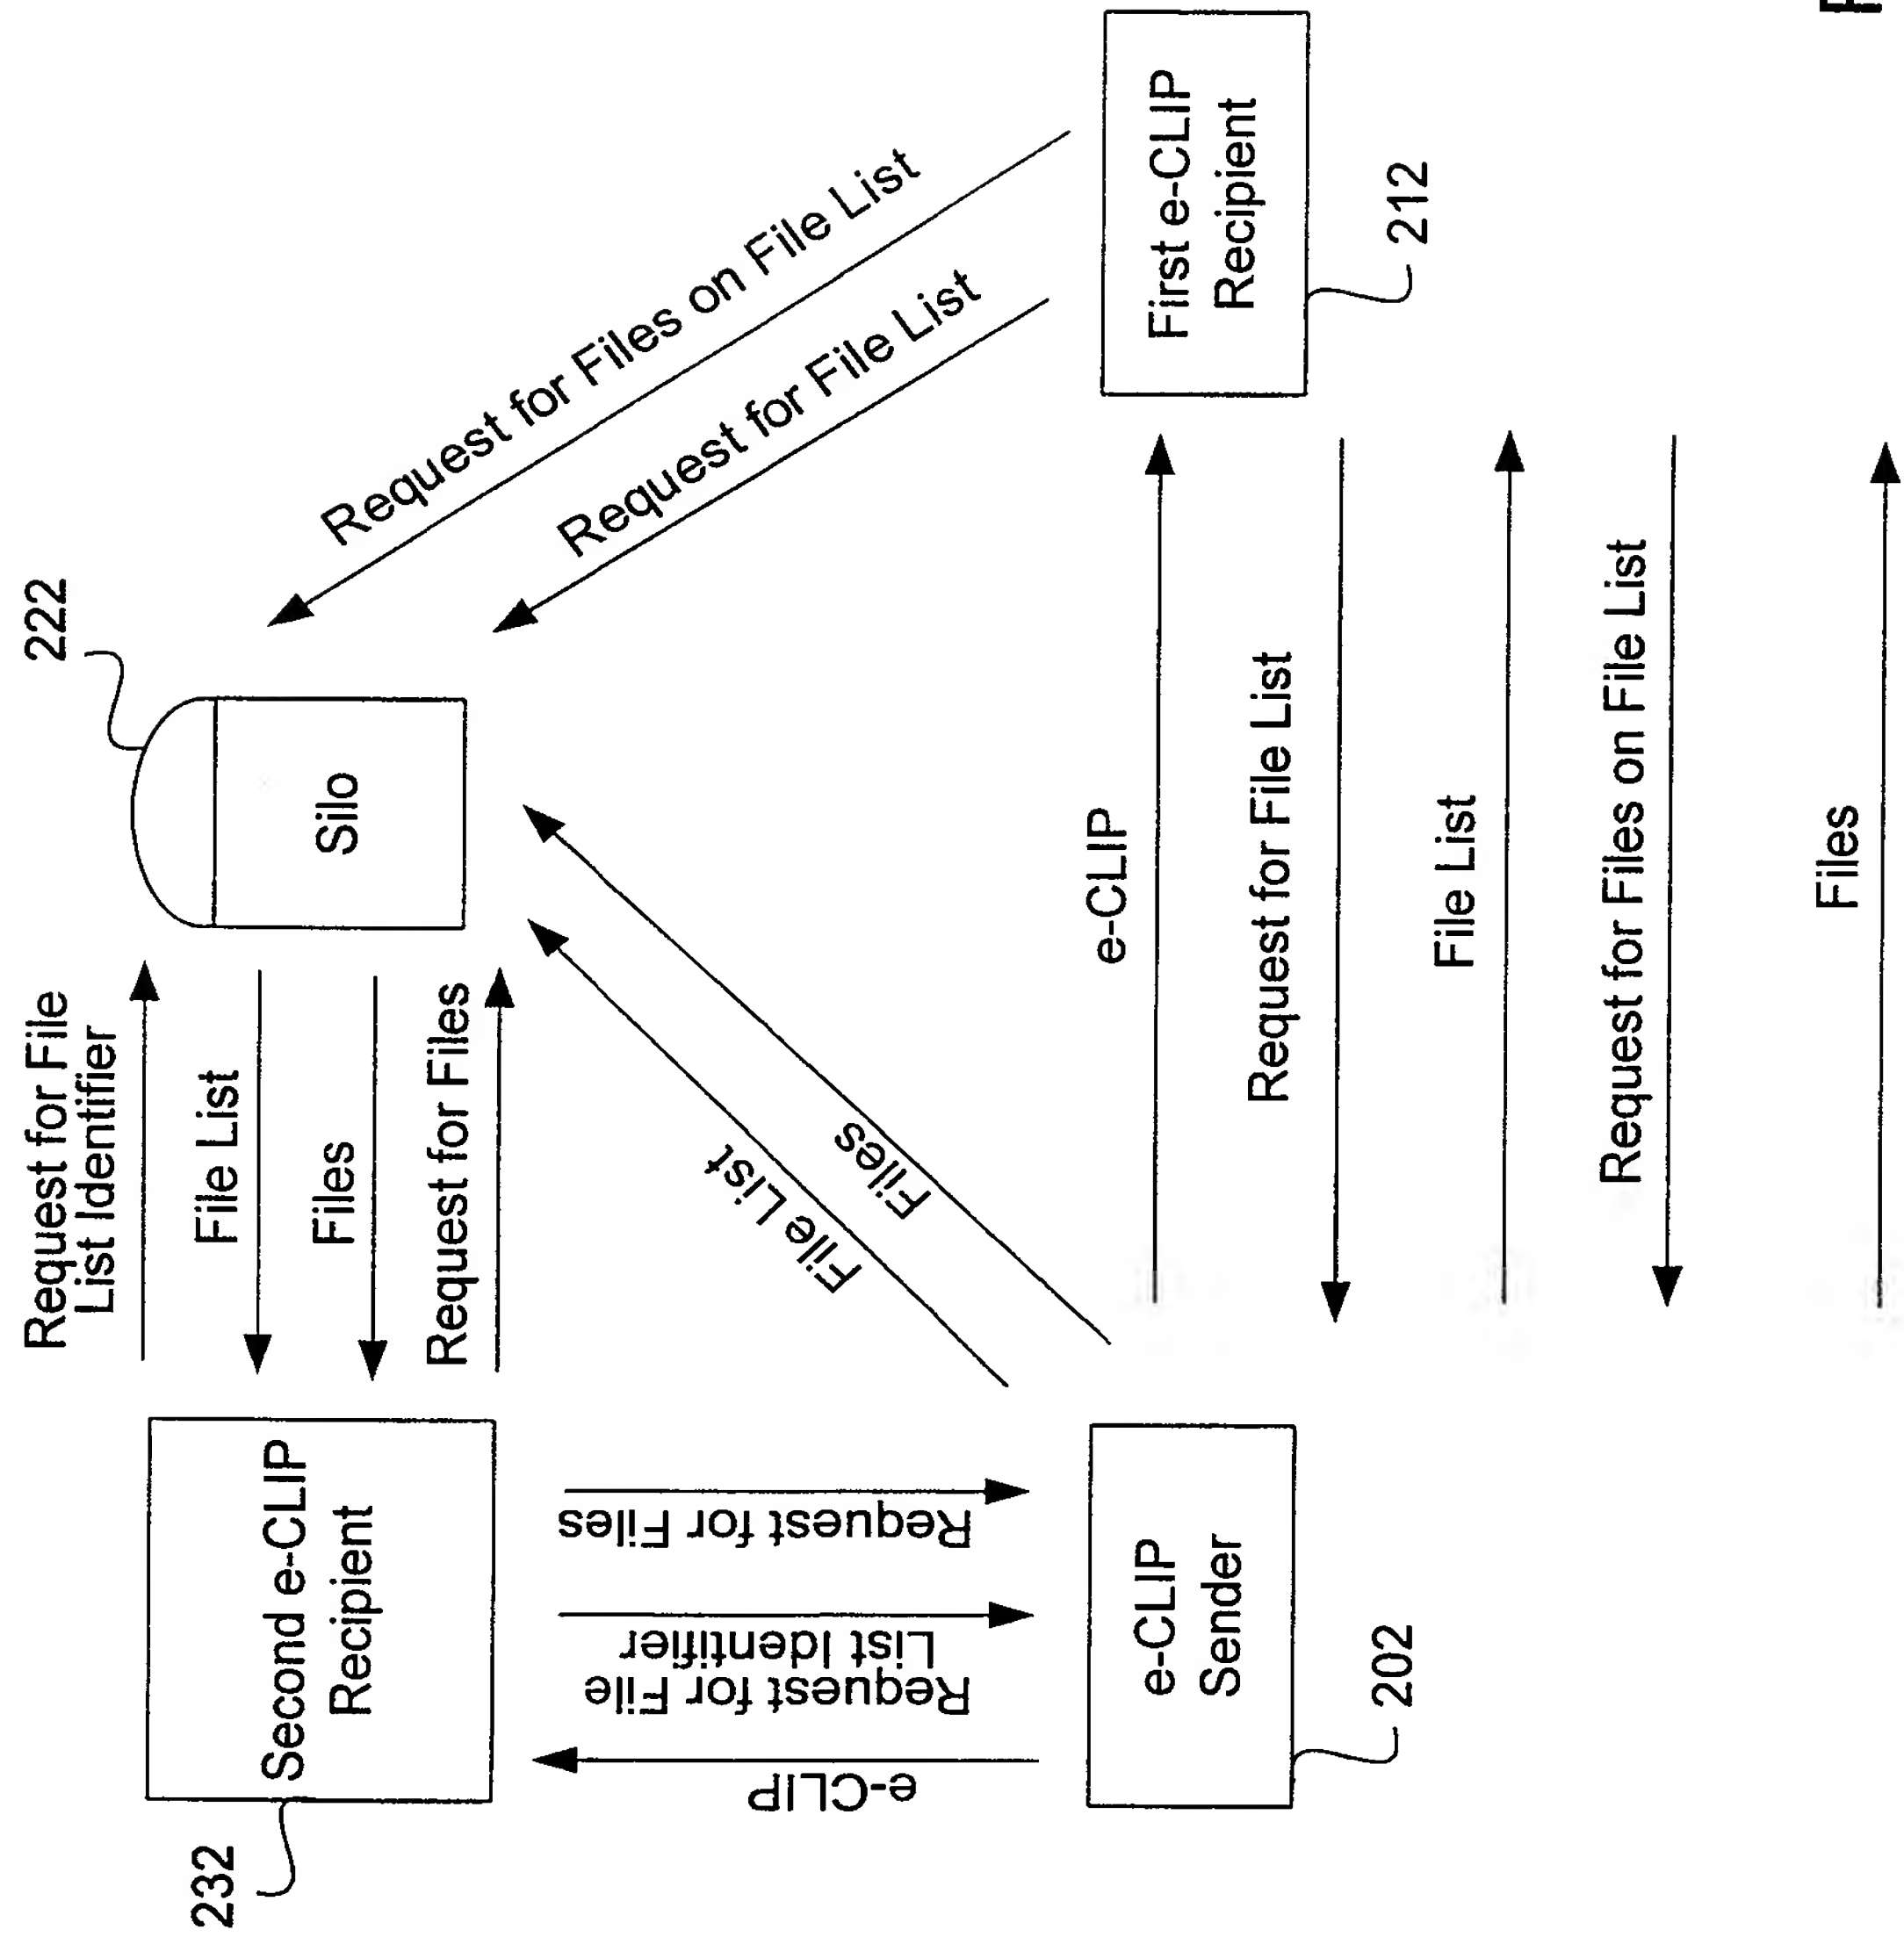 Request for File
List Identifier
File List
Files
Request for Files
222
Silo
232
Second e-CLIP
Recipient
Request for Files on File List
Request for File List
File List
Files
e-CLIP
Request for File
List Identifier
Request for Files
e-CLIP
Sender
202
First e-CLIP
Recipient
212
e-CLIP
Request for File List
File List
Request for Files on File List
Files